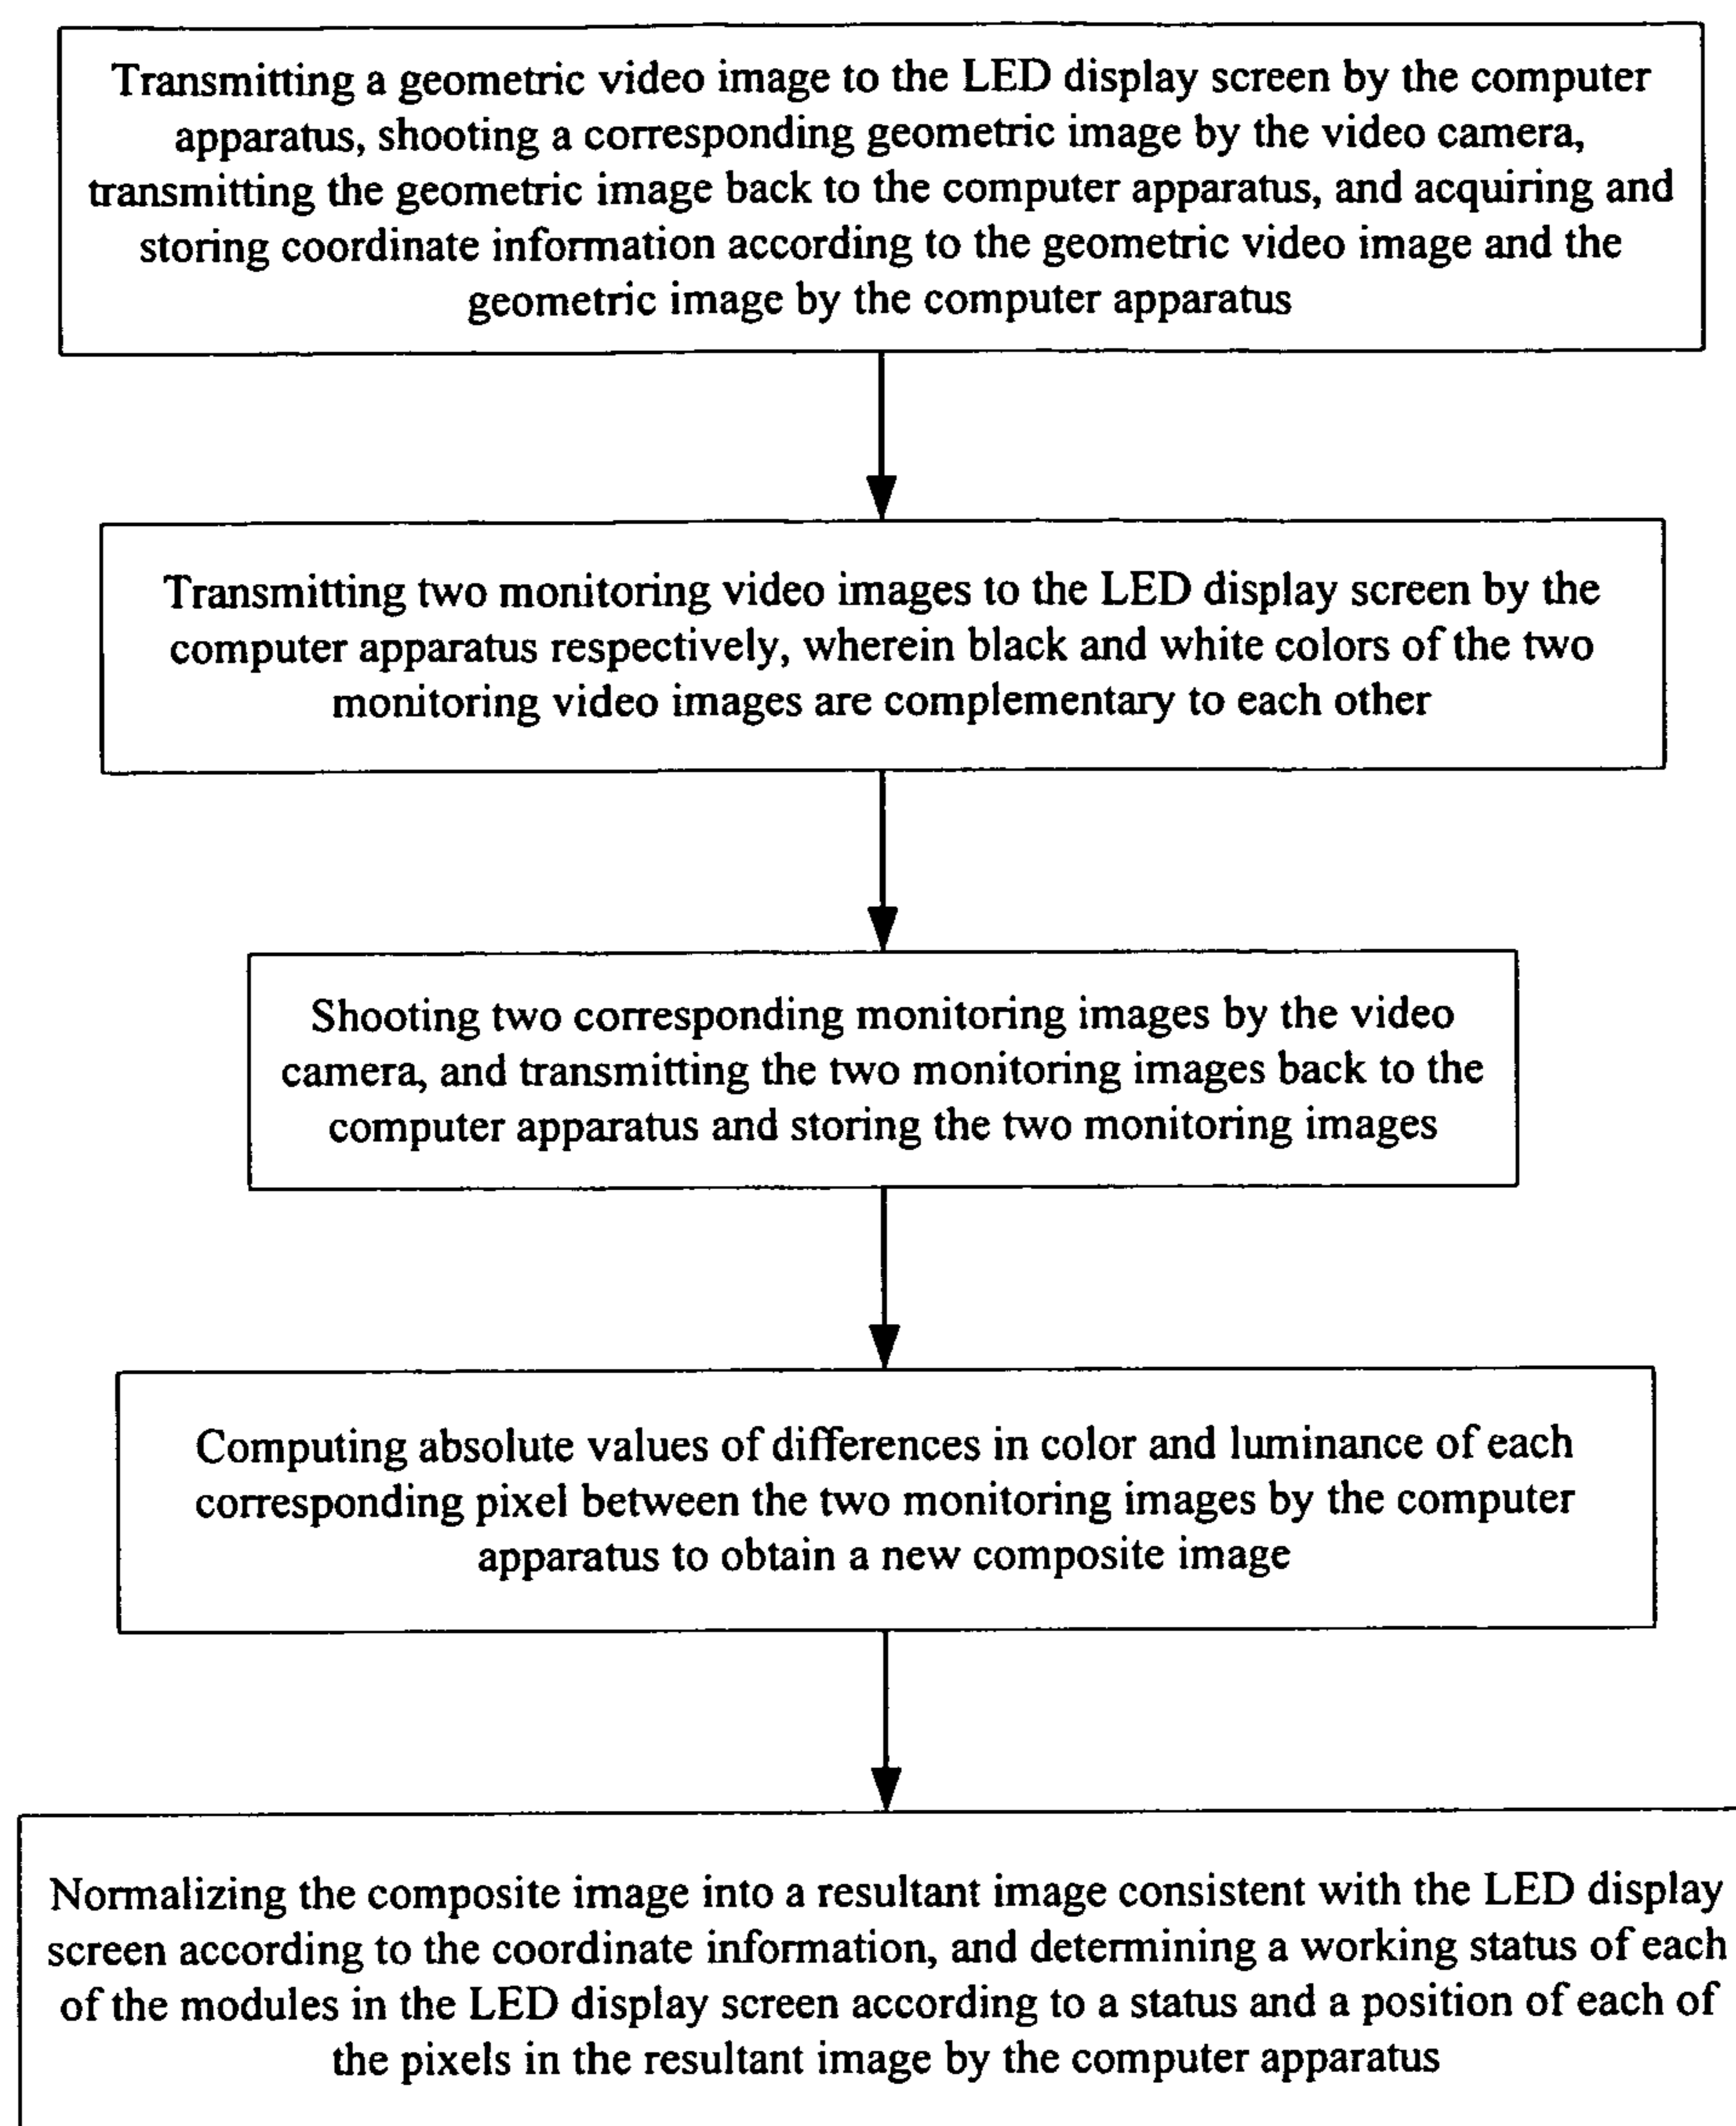 Transmitting a geometric video image to the LED display screen by the computer
apparatus, shooting a corresponding geometric image by the video camera,
transmitting the geometric image back to the computer apparatus, and acquiring and
storing coordinate information according to the geometric video image and the
geometric image by the computer apparatus
Transmitting two monitoring video images to the LED display screen by the
computer apparatus respectively, wherein black and white colors of the two
monitoring video images are complementary to each other
Shooting two corresponding monitoring images by the video
camera, and transmitting the two monitoring images back to the
computer apparatus and storing the two monitoring images
Computing absolute values of differences in color and luminance of each
corresponding pixel between the two monitoring images by the computer
apparatus to obtain a new composite image
Normalizing the composite image into a resultant image consistent with the LED display
screen according to the coordinate information, and determining a working status of each
of the modules in the LED display screen according to a status and a position of each of
the pixels in the resultant image by the computer apparatus